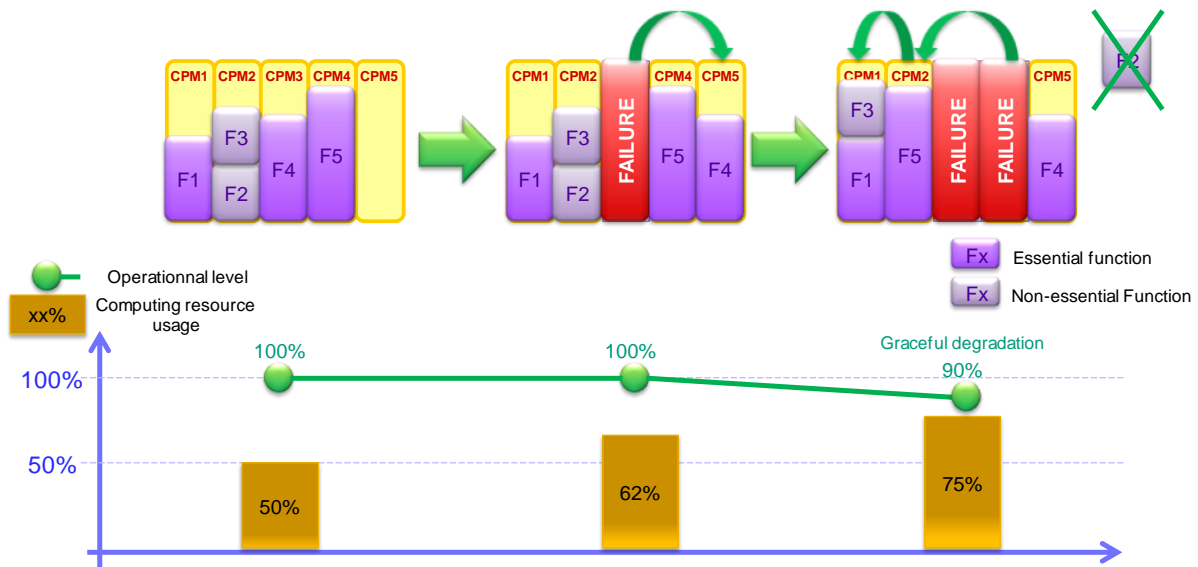 CPM1 CPM2 CPM3 CPM4 CPM5
F3
F2
F1
F4
F5
CPM1 CPM2 CPM4 CPM5
F3
F2
F1
FAILURE
F5
F4
CPM1 CPM2 CPM5
F3
F1
F5
FAILURE
FAILURE
F4
F2
Fx Essential function
Fx Non-essential Function
Operationnal level
xx% Computing resource
usage
100%
50%
100%
100%
Graceful degradation
90%
50%
62%
75%